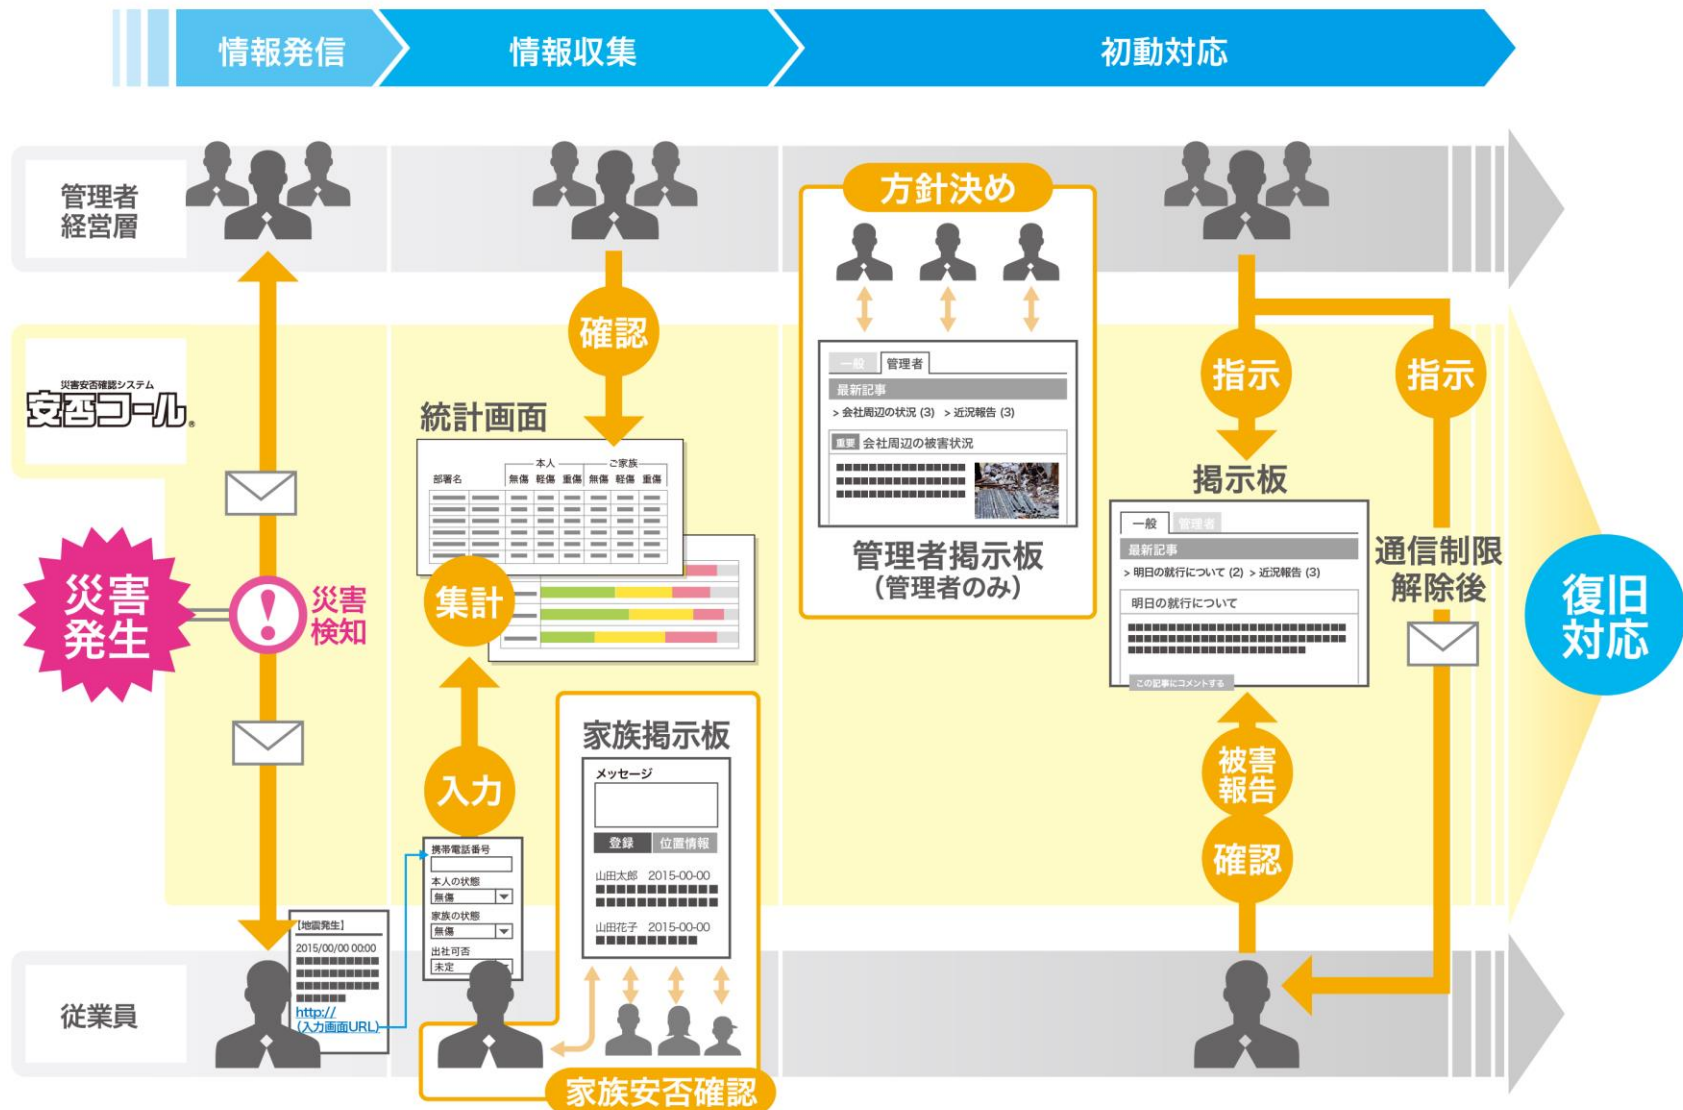 情報発信
情報収集
初動対応
管理者
経営層
方針決め
確認
指示
指示
一般 管理者
最新記事
> 会社周辺の状況 (3) > 近況報告 (3)
重要 会社周辺の被害状況
管理者掲示板
(管理者のみ)
災害安否確認システム
安否コール®
統計画面
部署名
本人 ご家族
無傷 軽傷 重傷 無傷 軽傷 重傷
集計
掲示板
一般 管理者
最新記事
> 明日の就行について (2) > 近況報告 (3)
明日の就行について
この記事にコメントする
通信制限
解除後
災害
発生
!
災害
検知
復旧
対応
入力
家族掲示板
メッセージ
登録 位置情報
山田太郎 2015-00-00
山田花子 2015-00-00
被害
報告
確認
携帯電話番号
本人の状態
無傷
家族の状態
無傷
出社可否
未定
【地震発生】
2015/00/00 00:00
http://
(入力画面URL)
従業員
家族安否確認